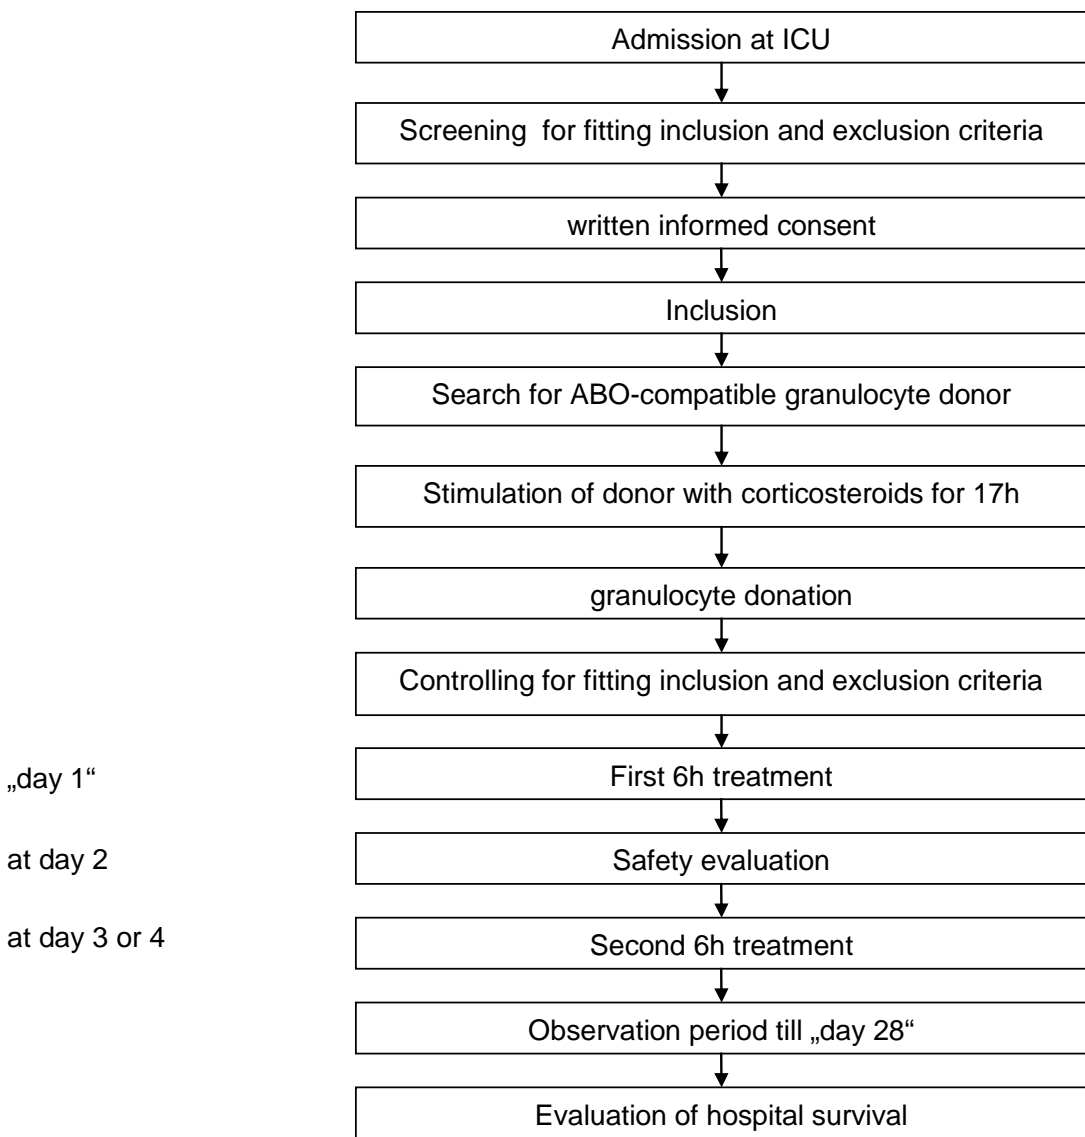 Admission at ICU
Screening for fitting inclusion and exclusion criteria
written informed consent
Inclusion
Search for ABO-compatible granulocyte donor
Stimulation of donor with corticosteroids for 17h
granulocyte donation
Controlling for fitting inclusion and exclusion criteria
„day 1“
First 6h treatment
at day 2
Safety evaluation
at day 3 or 4
Second 6h treatment
Observation period till „day 28“
Evaluation of hospital survival